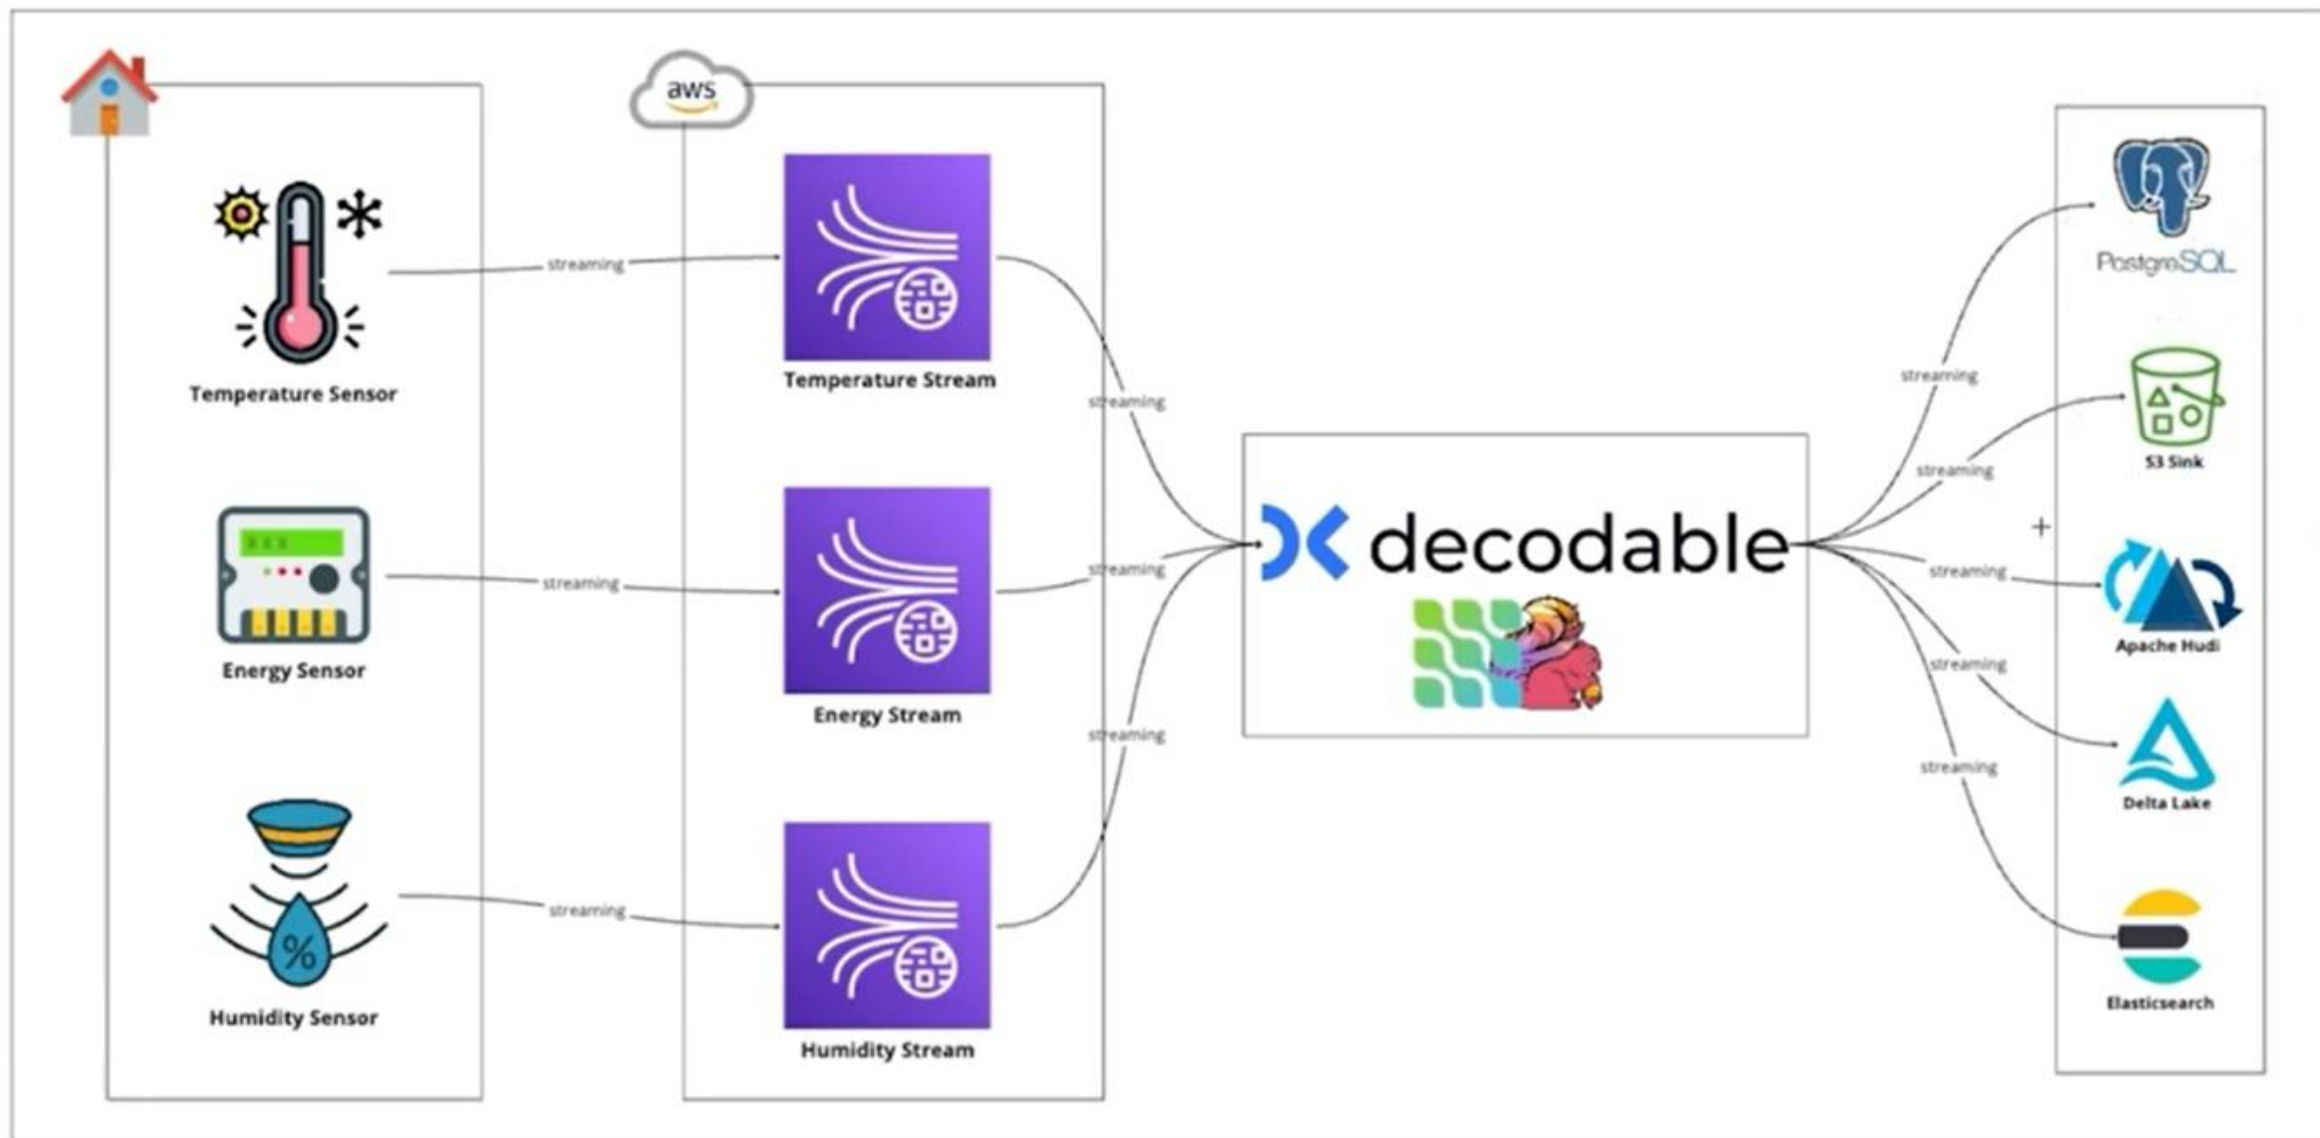 aws
Temperature Sensor
streaming
Temperature Stream
streaming
Energy Sensor
streaming
Energy Stream
streaming
%
Humidity Sensor
streaming
Humidity Stream
streaming
decodable
streaming
PostgreSQL
streaming
S3 Sink
streaming
Apache Hudi
streaming
Delta Lake
streaming
Elasticsearch